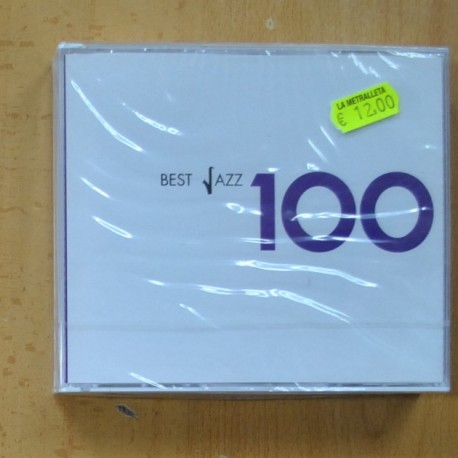 LA METRALLETA
€ 12,00
BEST JAZZ 100